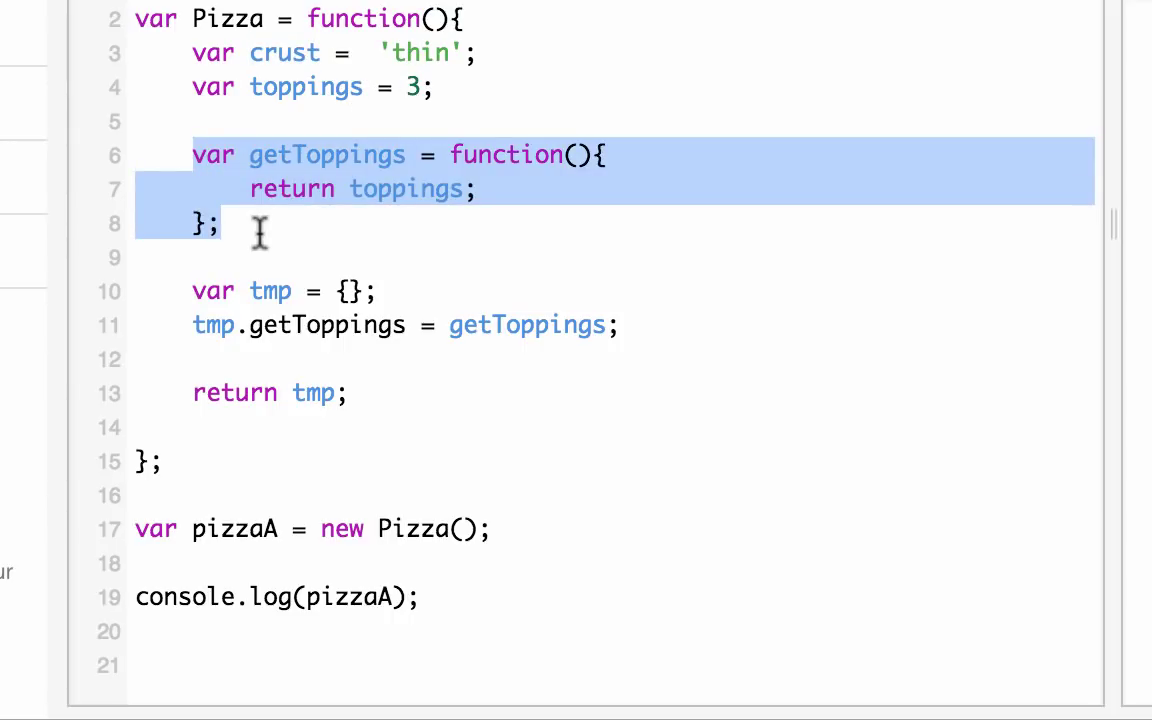 2 var Pizza = function(){
3 var crust =  'thin';
4 var toppings = 3;
5
6 var getToppings = function(){
7 return toppings;
8 };
9
10 var tmp = {};
11 tmp.getToppings = getToppings;
12
13 return tmp;
14
15 };
16
17 var pizzaA = new Pizza();
18
ur
19 console.log(pizzaA);
20
21